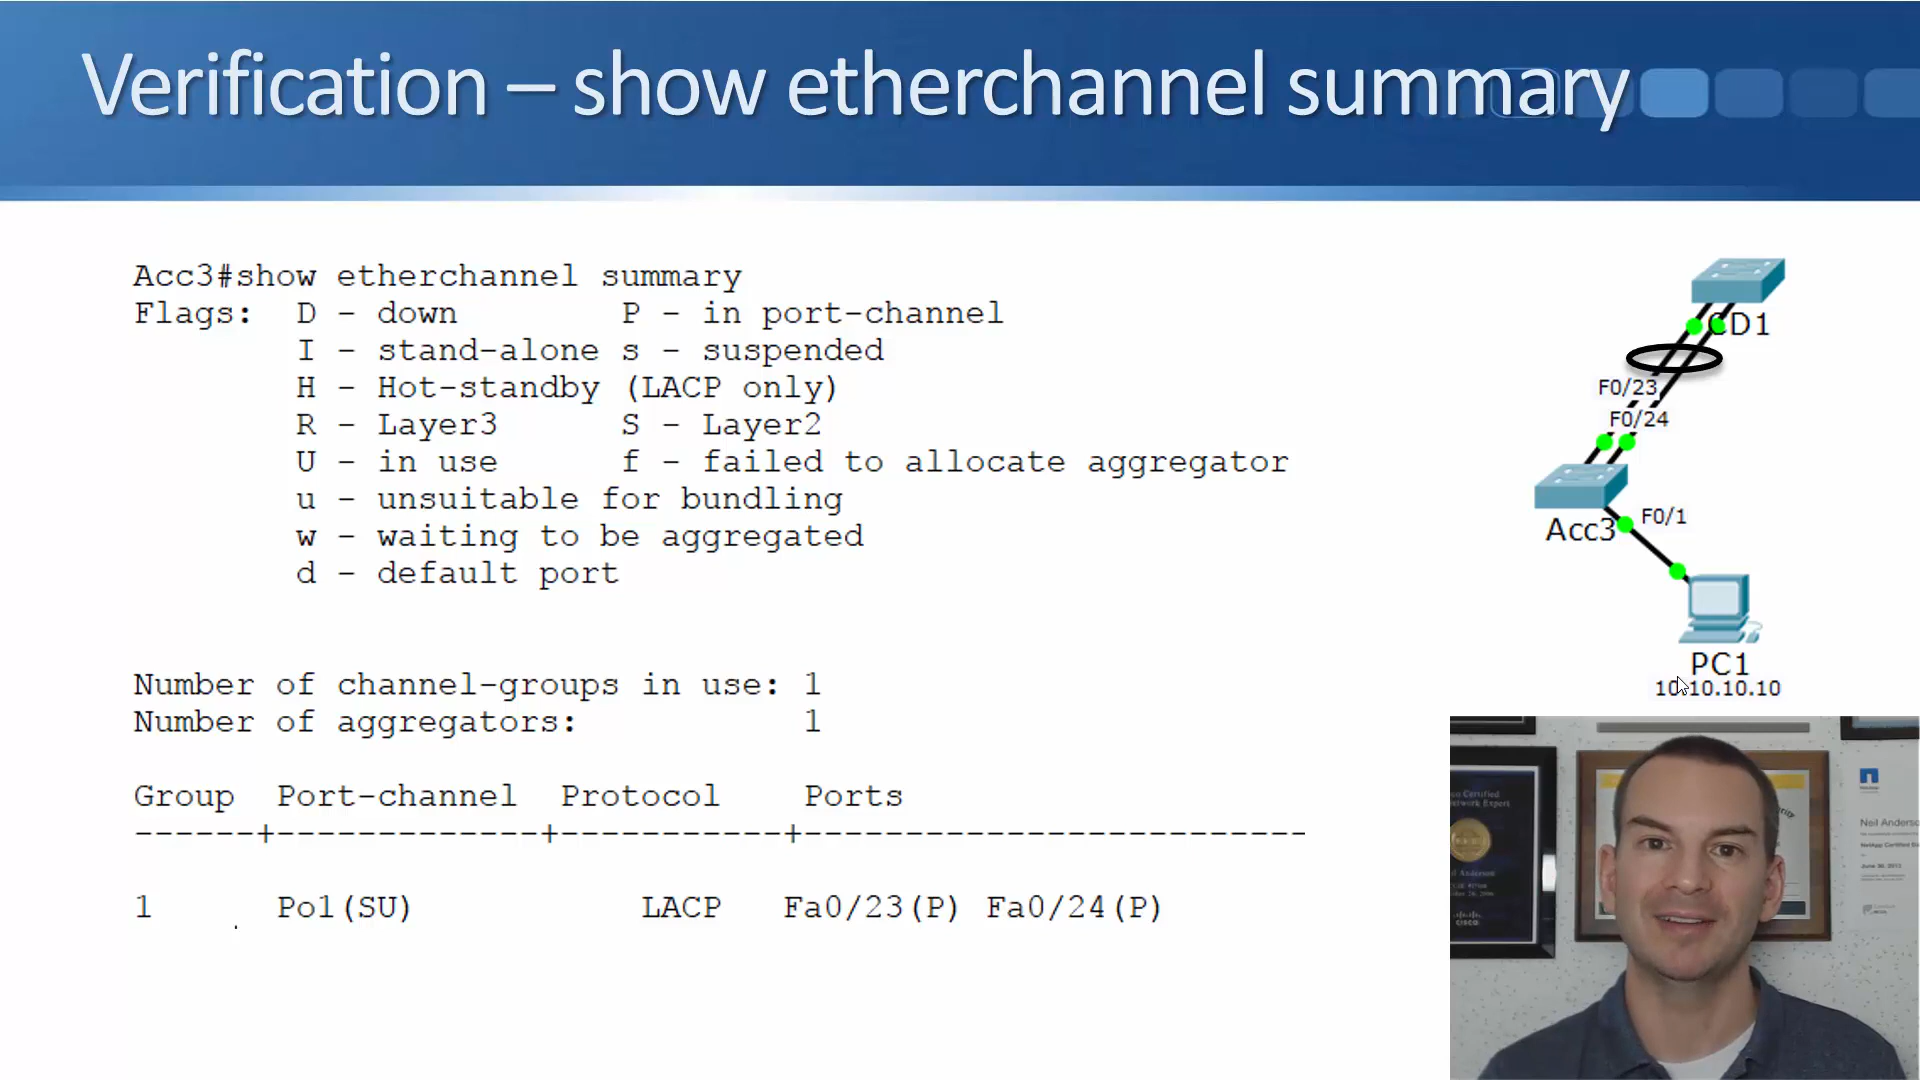 Verification – show etherchannel summary
Acc3#show etherchannel summary
Flags:  D - down        P - in port-channel
        I - stand-alone s - suspended
        H - Hot-standby (LACP only)
        R - Layer3      S - Layer2
        U - in use      f - failed to allocate aggregator
        u - unsuitable for bundling
        w - waiting to be aggregated
        d - default port
Number of channel-groups in use: 1
Number of aggregators:           1
Group  Port-channel  Protocol    Ports
------+-------------+-----------+-------------------------
1      Po1(SU)           LACP   Fa0/23(P) Fa0/24(P)
CD1
F0/23
F0/24
Acc3
F0/1
PC1
10.10.10.10
Neil Anderso
CISCO